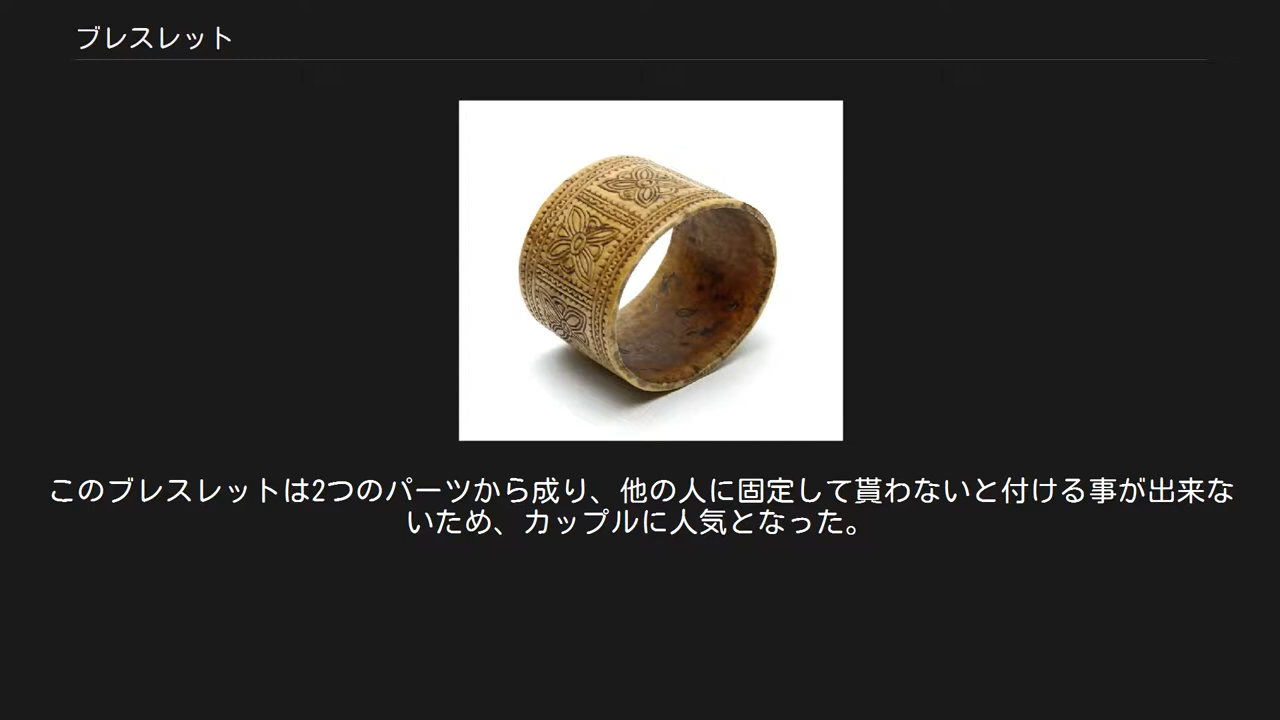 ブレスレット
このブレスレットは2つのパーツから成り、他の人に固定して貰わないと付ける事が出来な
いため、カップルに人気となった。